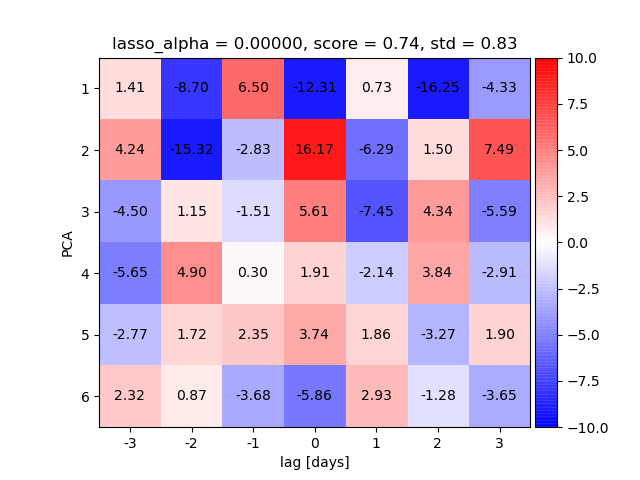 lasso_alpha = 0.00000, score = 0.74, std = 0.83
1 1.41 -8.70 6.50 -12.31 0.73 -16.25 -4.33
2 4.24 -15.32 -2.83 16.17 -6.29 1.50 7.49
3 -4.50 1.15 -1.51 5.61 -7.45 4.34 -5.59
4 -5.65 4.90 0.30 1.91 -2.14 3.84 -2.91
5 -2.77 1.72 2.35 3.74 1.86 -3.27 1.90
6 2.32 0.87 -3.68 -5.86 2.93 -1.28 -3.65
PCA
-3 -2 -1 0 1 2 3
lag [days]
10.0
7.5
5.0
2.5
0.0
−2.5
−5.0
−7.5
−10.0